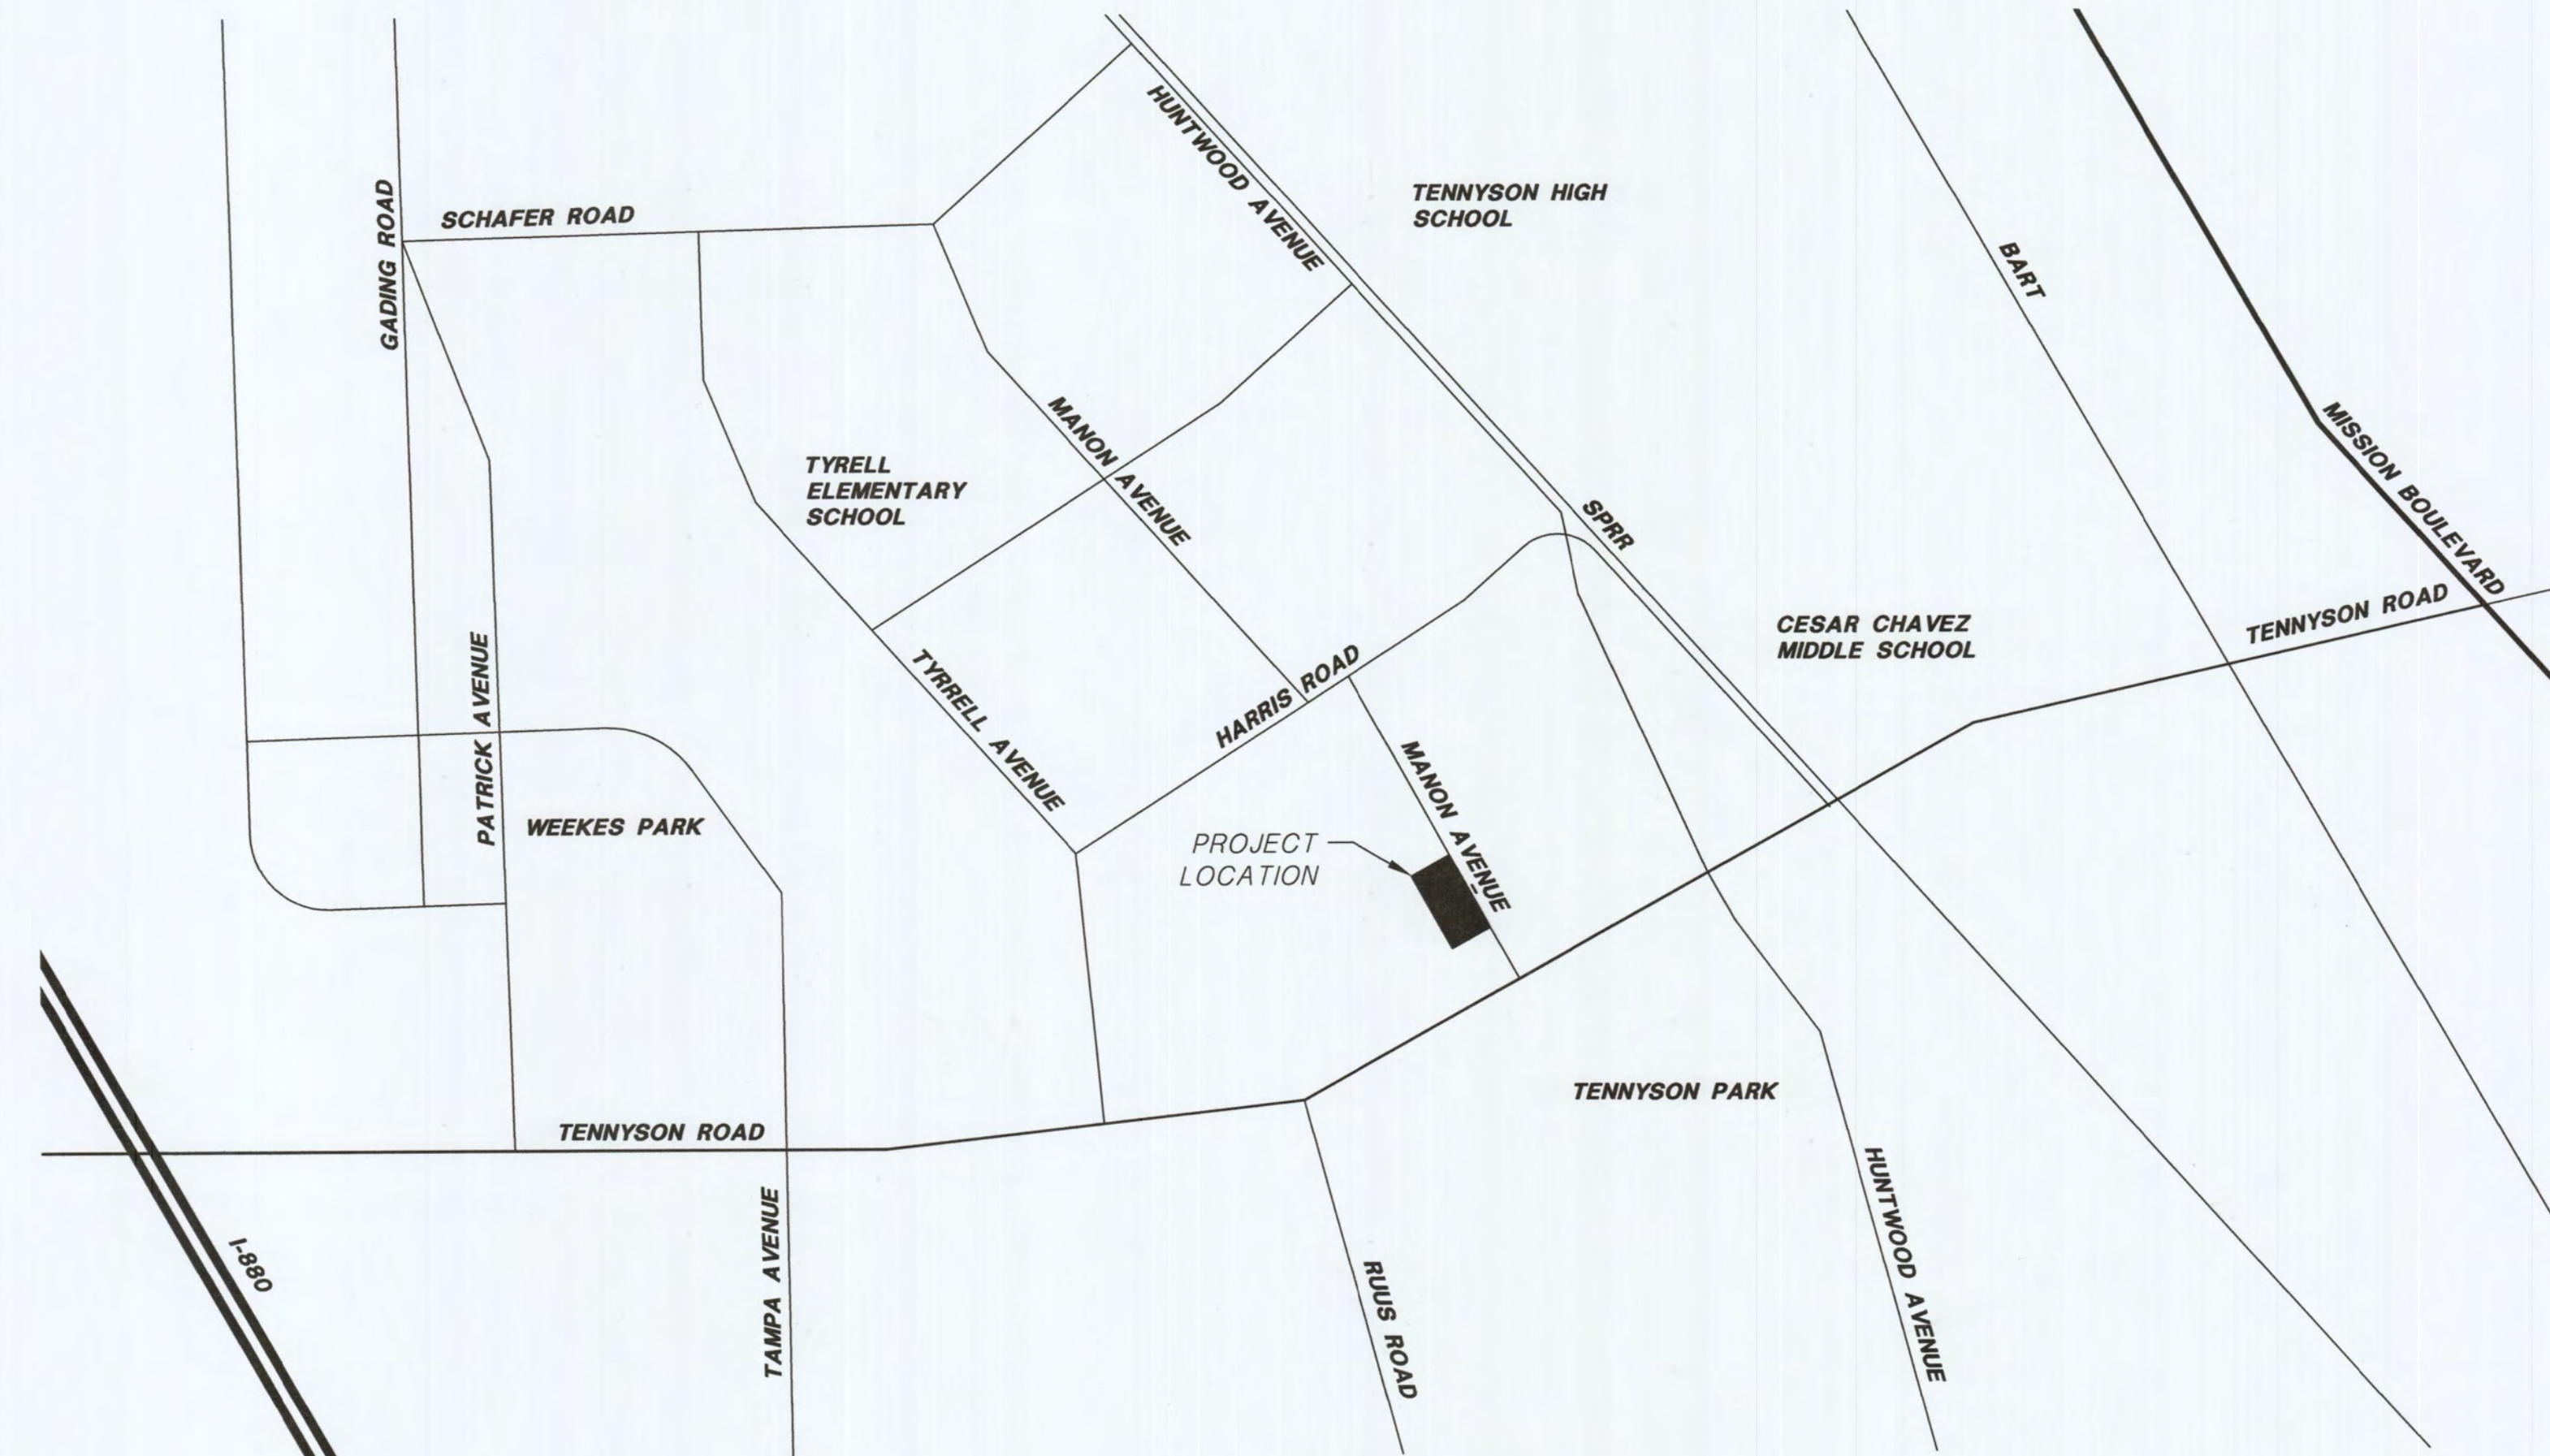 HUNTWOOD AVENUE
TENNYSON HIGH
SCHOOL
GADING ROAD
SCHAFER ROAD
BART
MANON AVENUE
MISSION BOULEVARD
TYRELL
ELEMENTARY
SCHOOL
SPRR
TENNYSON ROAD
CESAR CHAVEZ
MIDDLE SCHOOL
PATRICK AVENUE
TYRRELL AVENUE
HARRIS ROAD
MANON AVENUE
WEEKES PARK
PROJECT
LOCATION
TENNYSON PARK
TENNYSON ROAD
HUNTWOOD AVENUE
TAMPA AVENUE
I-880
RUUS ROAD